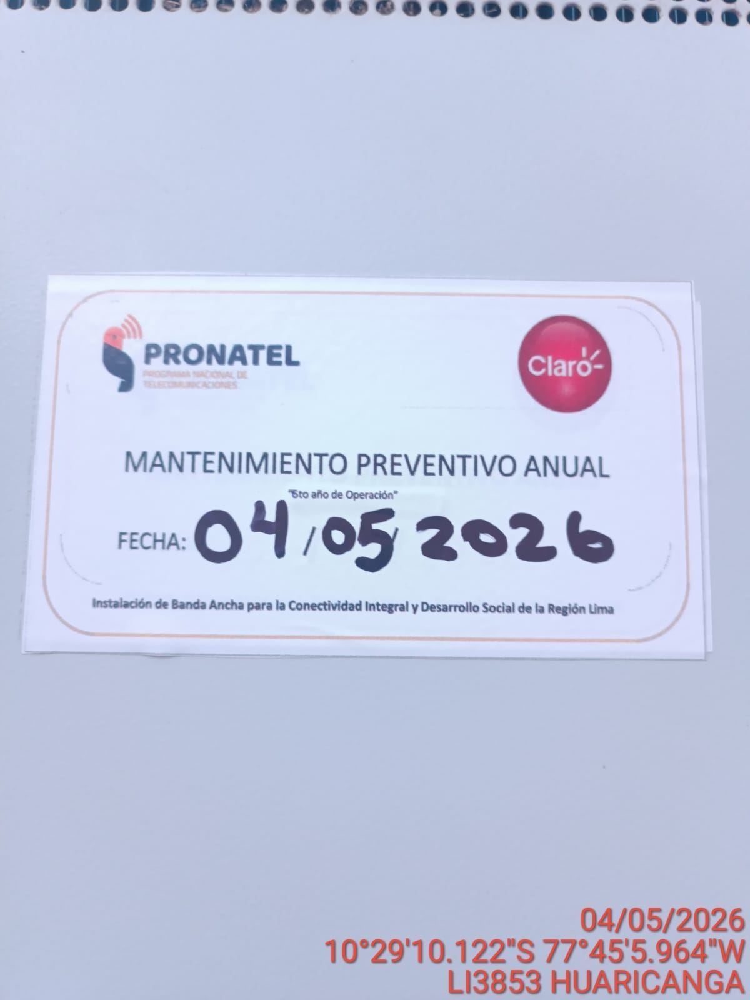 PRONATEL
PROGRAMA NACIONAL DE
TELECOMUNICACIONES
Claro
MANTENIMIENTO PREVENTIVO ANUAL
"6to año de Operación"
FECHA: 04/05/2026
Instalación de Banda Ancha para la Conectividad Integral y Desarrollo Social de la Región Lima
04/05/2026
10°29'10.122"S 77°45'5.964"W
LI3853 HUARICANGA